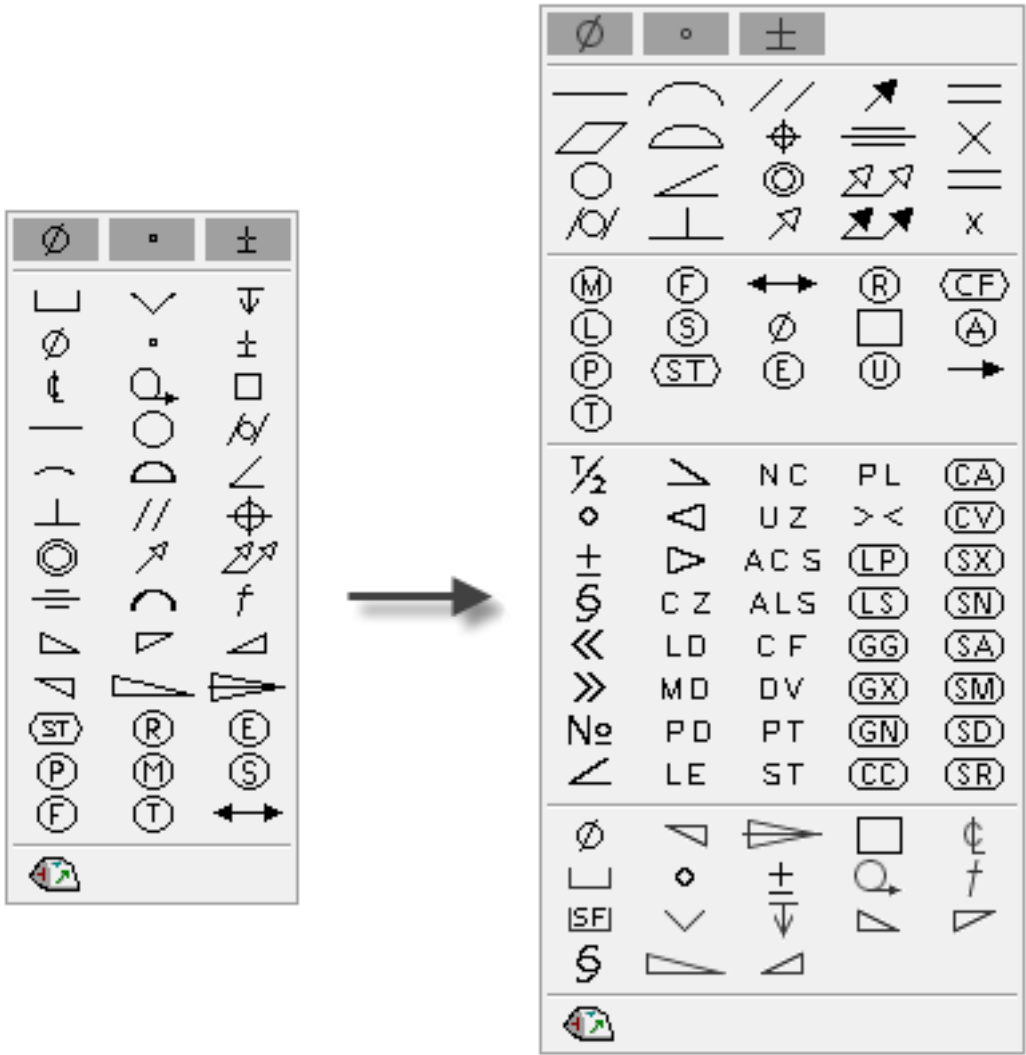 ∅ ▫ ±
⌴ ⌵ ↧
∅ ▫ ±
℄ ⌕ □
— ○ ⌭
⌒ ⌓ ∠
⊥ // ⌖
◎ ↗ ⌰
⌯ ⌒ f
ST Ⓡ Ⓔ
Ⓟ Ⓜ Ⓢ
Ⓕ Ⓣ ↔
∅ ▫ ±
— ⌒ // ↗ =
▱ ⌓ ⌖ ⌯ ×
○ ∠ ◎ ⌰ =
⌭ ⊥ ↗ ⌰ x
Ⓜ Ⓕ ↔ Ⓡ CF
Ⓛ Ⓢ ∅ □ Ⓐ
Ⓟ ST Ⓔ Ⓤ →
Ⓣ
T/2 NC PL CA
⋄ ◁ UZ >< CV
± ▷ ACS LP SX
§ CZ ALS LS SN
« LD CF GG SA
» MD DV GX SM
№ PD PT GN SD
∠ LE ST CC SR
∅ □ ℄
⌴ ⋄ ± †
SF ⌵ ↧
§